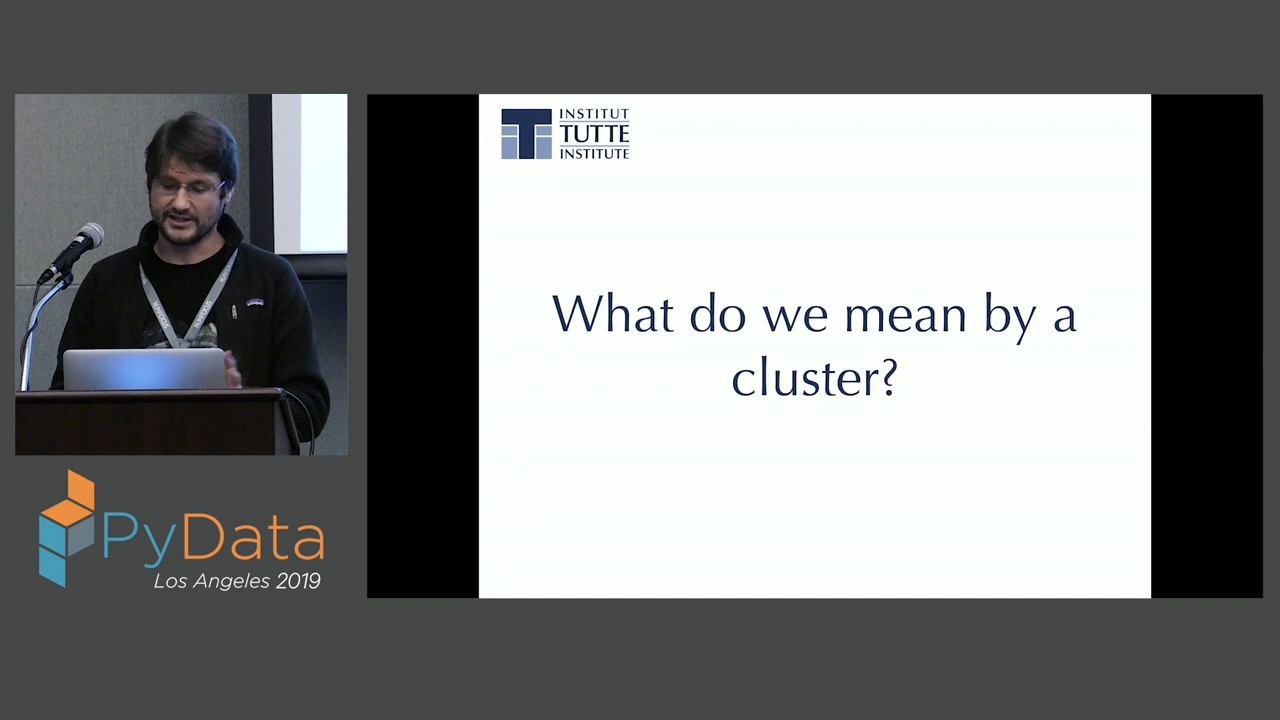 INSTITUT
TUTTE
INSTITUTE
What do we mean by a
cluster?
PyData
Los Angeles 2019